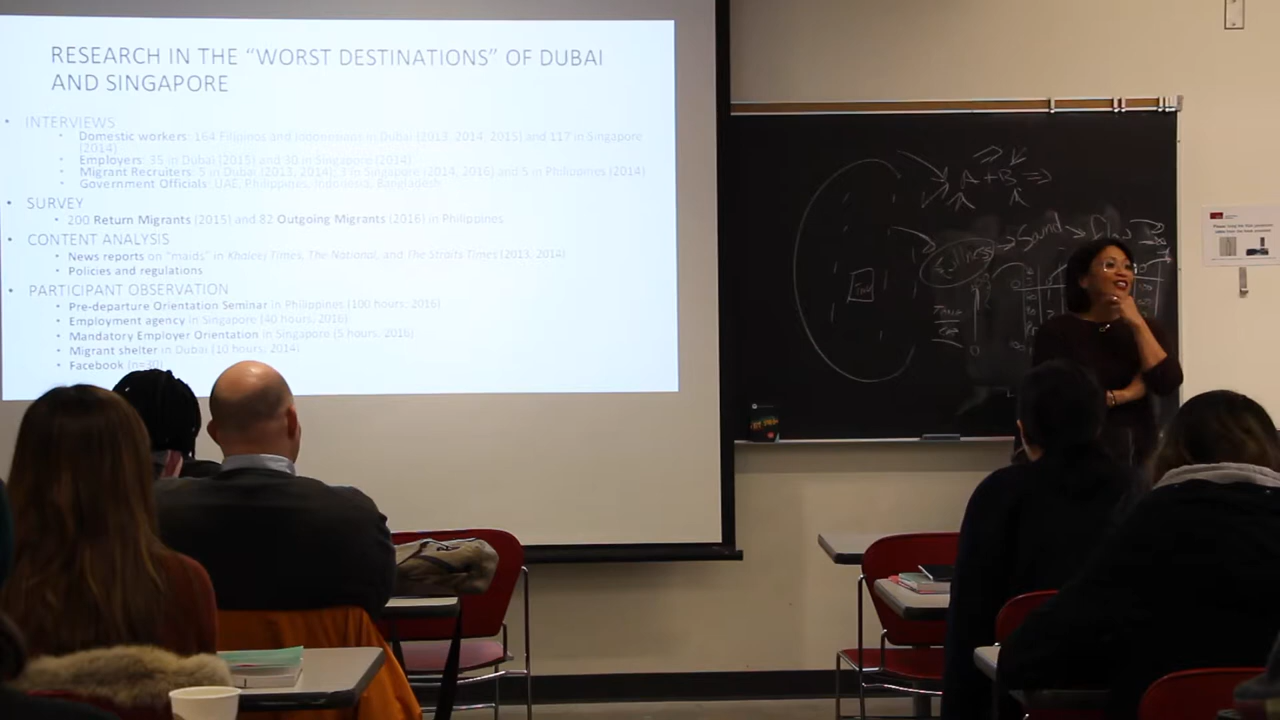 RESEARCH IN THE “WORST DESTINATIONS” OF DUBAI
AND SINGAPORE
• INTERVIEWS
• Domestic workers: 164 Filipinos and Indonesians in Dubai (2013, 2014, 2015) and 117 in Singapore
(2014)
• Employers: 35 in Dubai (2015) and 30 in Singapore (2014)
• Migrant Recruiters: 5 in Dubai (2013, 2014); 3 in Singapore (2014, 2016) and 5 in Philippines (2014)
• Government Officials: UAE, Philippines, Indonesia, Bangladesh
• SURVEY
• 200 Return Migrants (2015) and 82 Outgoing Migrants (2016) in Philippines
• CONTENT ANALYSIS
• News reports on “maids” in Khaleej Times, The National, and The Straits Times (2013, 2014)
• Policies and regulations
• PARTICIPANT OBSERVATION
• Pre-departure Orientation Seminar in Philippines (100 hours; 2016)
• Employment agency in Singapore (40 hours, 2016)
• Mandatory Employer Orientation in Singapore (5 hours, 2016)
• Migrant shelter in Dubai (10 hours, 2014)
• Facebook (n=30)
A + B ⇒
Sound